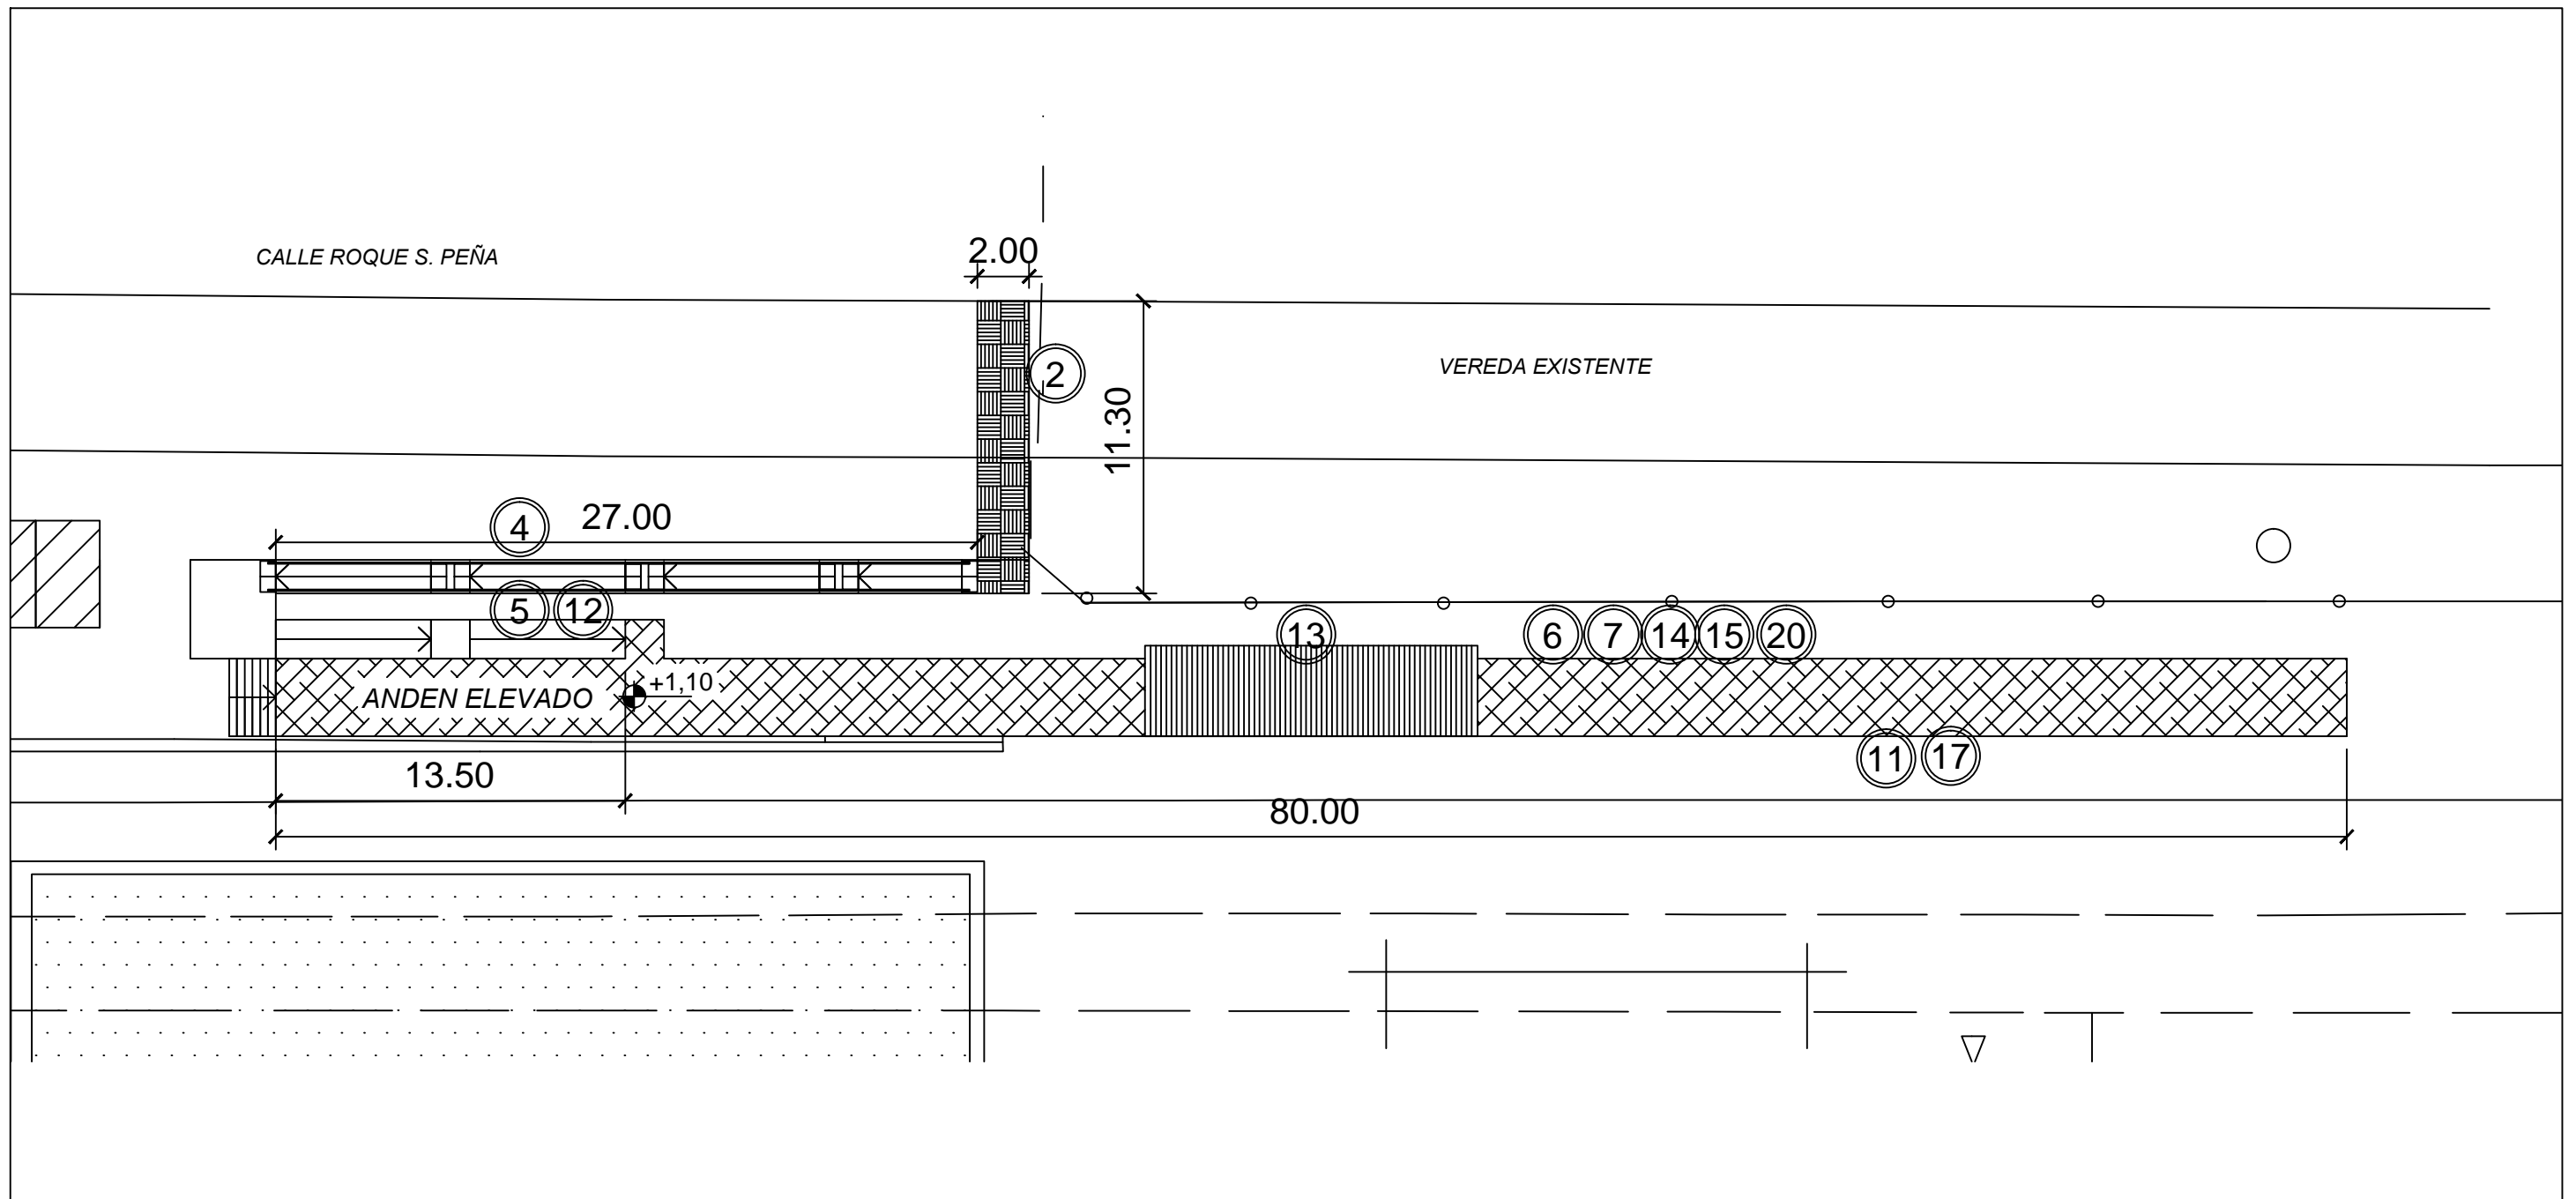 2.00
CALLE ROQUE S. PEÑA
VEREDA EXISTENTE
2
11.30
4
27.00
5 12
13
6 7 14 15 20
ANDEN ELEVADO
+1,10
11 17
13.50
80.00